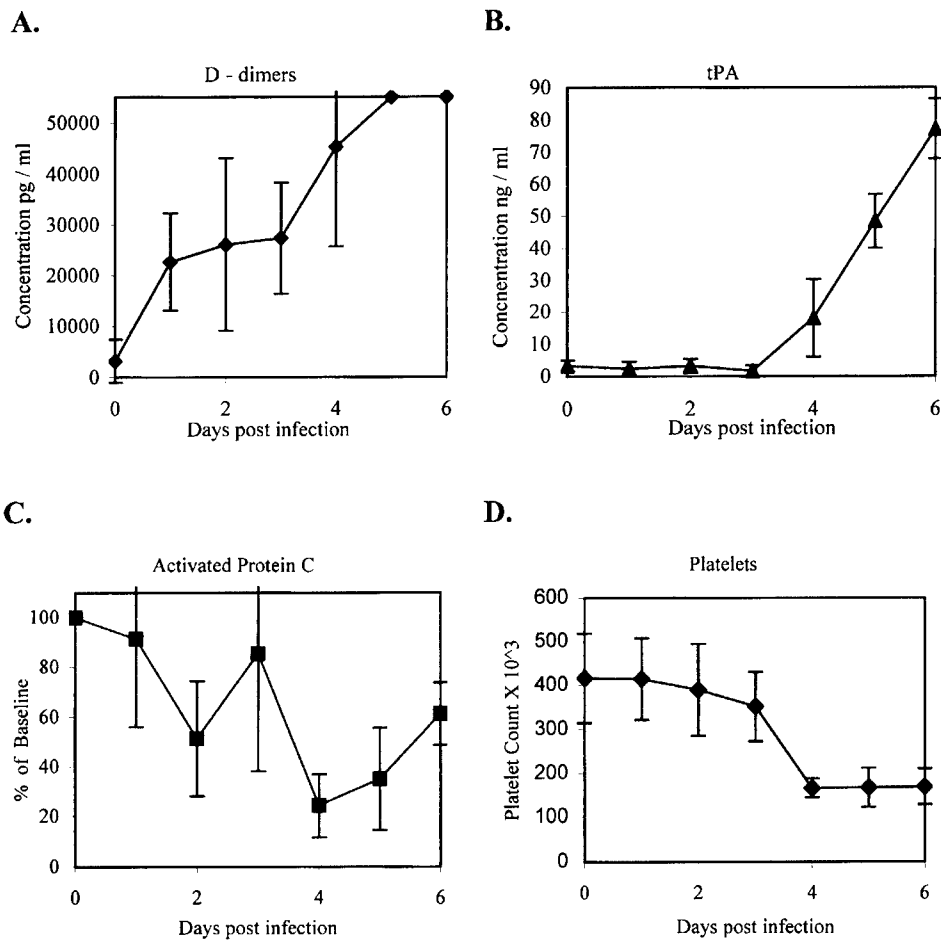 A.
D - dimers
Concentration pg / ml
50000
40000
30000
20000
10000
0
0 2 4 6
Days post infection
B.
tPA
Concnentration ng / ml
90
80
70
60
50
40
30
20
10
0
0 2 4 6
Days post infection
C.
Activated Protein C
% of Baseline
100
80
60
40
20
0
0 2 4 6
Days post infection
D.
Platelets
Platelet Count X 10^3
600
500
400
300
200
100
0
0 2 4 6
Days post infection